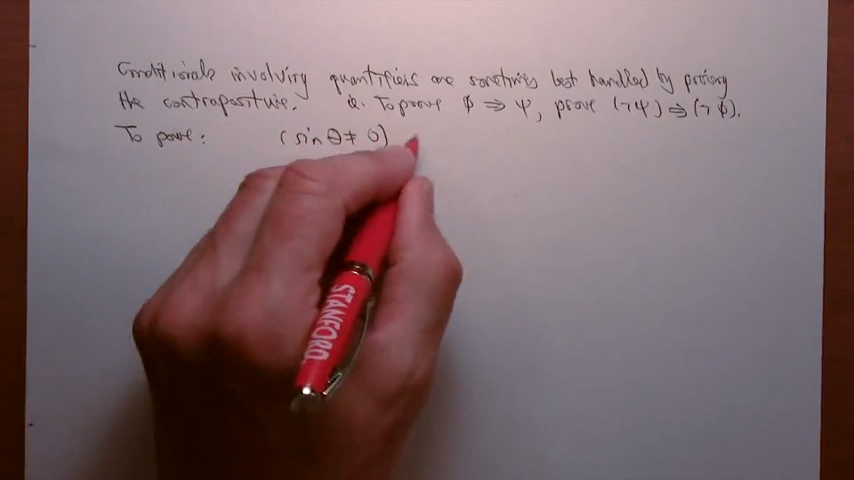 Conditionals involving quantifiers are sometimes best handled by proving
the contrapositive. ie. To prove ϕ ⇒ ψ, prove (¬ψ) ⇒ (¬ϕ).
To prove: (sin θ ≠ 0)
STANFORD